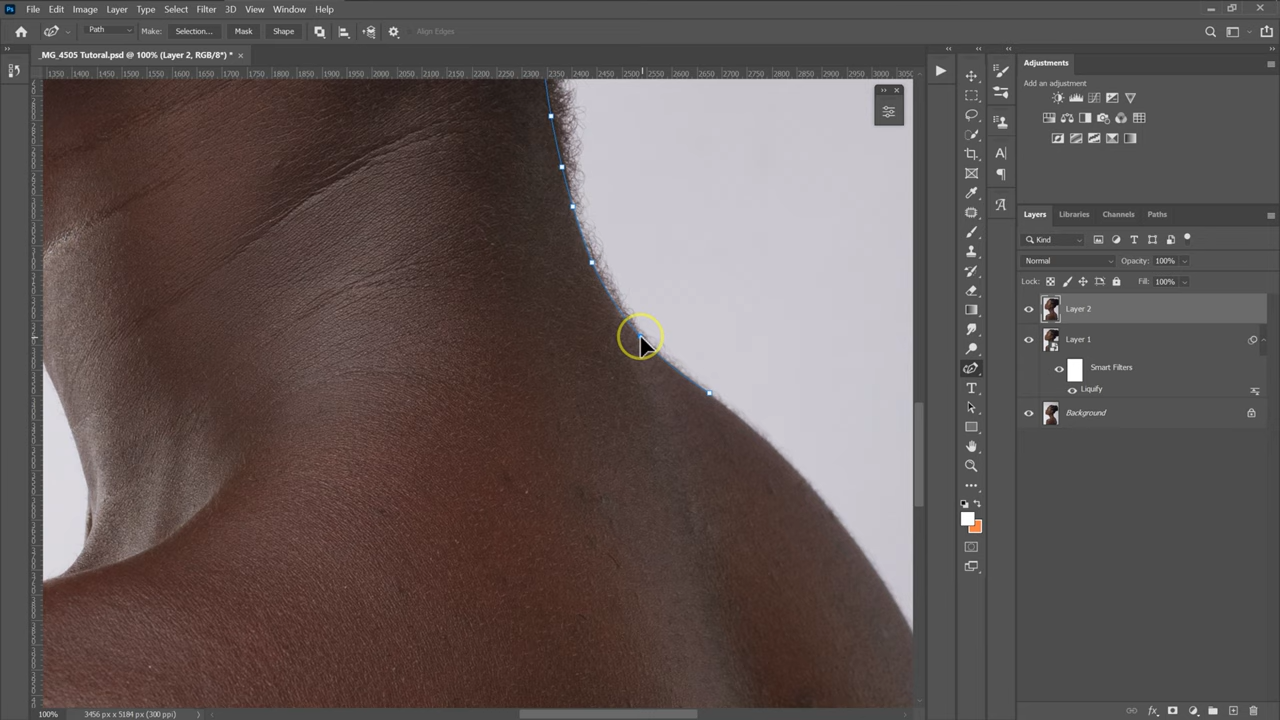 Ps File Edit Image Layer Type Select Filter 3D View Window Help
Path Make: Selection... Mask Shape Align Edges
_MG_4505 Tutoral.psd @ 100% (Layer 2, RGB/8*) *
1350 1400 1450 1500 1550 1600 1650 1700 1750 1800 1850 1900 1950 2000 2050 2100 2150 2200 2250 2300 2350 2400 2450 2500 2550 2600 2650 2700 2750 2800 2850 2900 2950 3000 3050
Adjustments
Add an adjustment
Layers Libraries Channels Paths
Kind
Normal Opacity: 100%
Lock: Fill: 100%
Layer 2
Layer 1
Smart Filters
Liquify
Background
100% 3456 px x 5184 px (300 ppi)